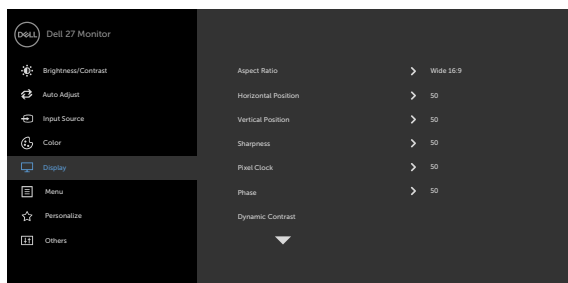 DELL Dell 27 Monitor
Brightness/Contrast
Auto Adjust
Input Source
Color
Display
Menu
Personalize
Others
Aspect Ratio Wide 16:9
Horizontal Position 50
Vertical Position 50
Sharpness 50
Pixel Clock 50
Phase 50
Dynamic Contrast